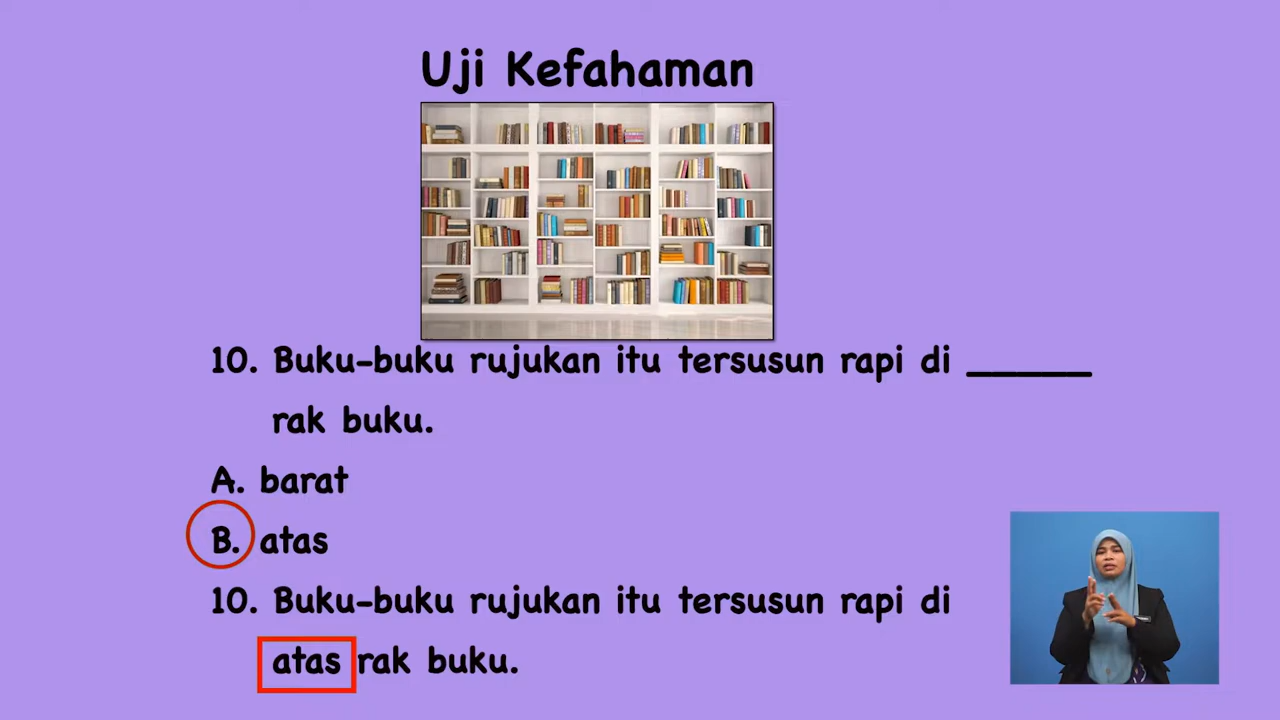 Uji Kefahaman
10. Buku-buku rujukan itu tersusun rapi di ______
rak buku.
A. barat
B. atas
10. Buku-buku rujukan itu tersusun rapi di
atas rak buku.